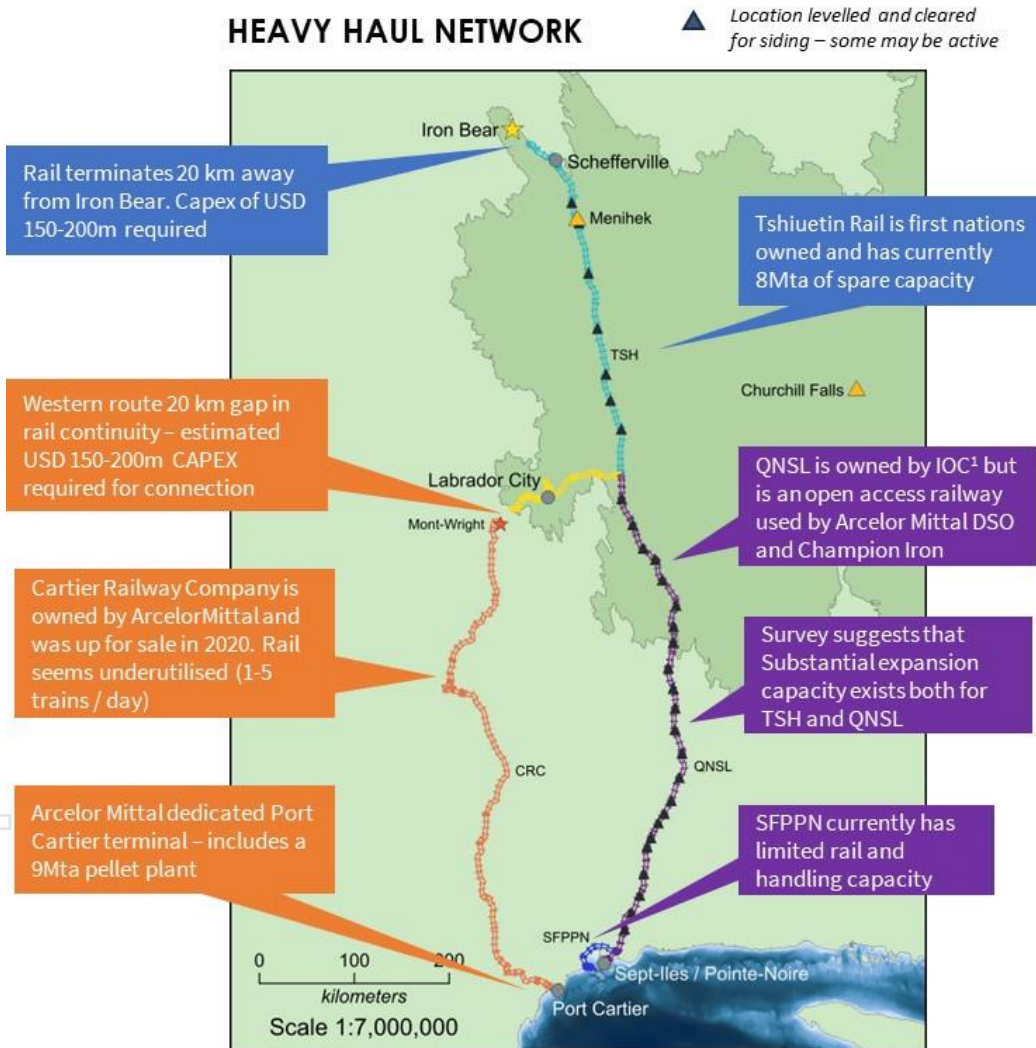 HEAVY HAUL NETWORK
Location levelled and cleared
for siding – some may be active
Iron Bear
Schefferville
Rail terminates 20 km away
from Iron Bear. Capex of USD
150-200m required
Menihek
Tshiuetin Rail is first nations
owned and has currently
8Mta of spare capacity
TSH
Churchill Falls
Western route 20 km gap in
rail continuity – estimated
USD 150-200m CAPEX
required for connection
Labrador City
Mont-Wright
QNSL is owned by IOC¹ but
is an open access railway
used by Arcelor Mittal DSO
and Champion Iron
Cartier Railway Company is
owned by ArcelorMittal and
was up for sale in 2020. Rail
seems underutilised (1-5
trains / day)
Survey suggests that
Substantial expansion
capacity exists both for
TSH and QNSL
CRC
QNSL
Arcelor Mittal dedicated Port
Cartier terminal – includes a
9Mta pellet plant
SFPPN currently has
limited rail and
handling capacity
SFPPN
0 100 200
kilometers
Scale 1:7,000,000
Sept-Iles / Pointe-Noire
Port Cartier